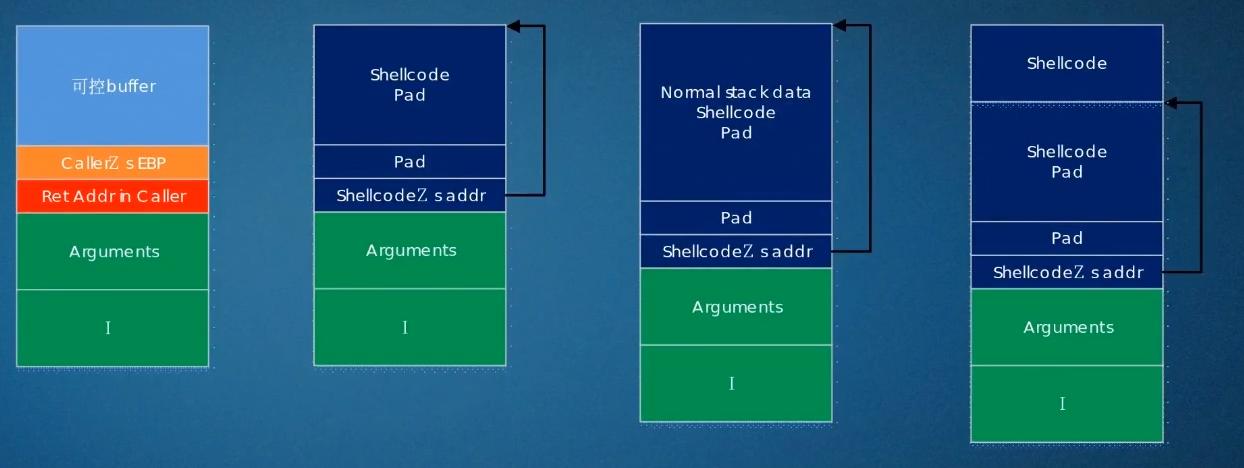 可控buffer
CallerZ s EBP
Ret Addr in Caller
Arguments
I
Shellcode
Pad
Pad
ShellcodeZ s addr
Arguments
I
Normal stack data
Shellcode
Pad
Pad
ShellcodeZ s addr
Arguments
I
Shellcode
Shellcode
Pad
Pad
ShellcodeZ s addr
Arguments
I